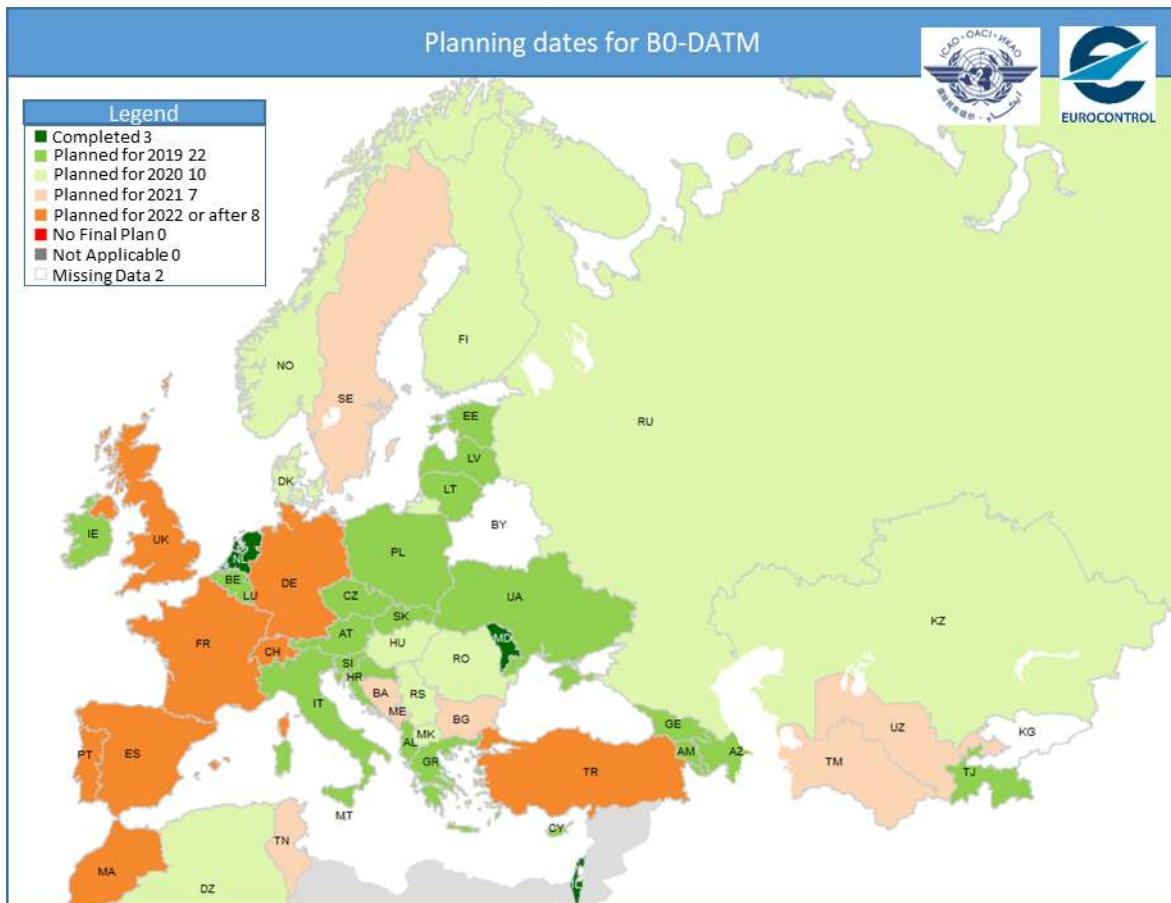 Planning dates for B0-DATM
ICAO · OACI · ИКАО
EUROCONTROL
Legend
Completed 3
Planned for 2019 22
Planned for 2020 10
Planned for 2021 7
Planned for 2022 or after 8
No Final Plan 0
Not Applicable 0
Missing Data 2
NO
FI
SE
RU
EE
LV
DK
LT
BY
IE
UK
NL
PL
BE
DE
LU
CZ
UA
SK
FR
AT
HU
MD
KZ
CH
SI
RO
HR
IT
BA
RS
ME
BG
UZ
KG
GE
MK
AL
AM
AZ
TM
TJ
PT
ES
GR
TR
MT
CY
TN
MA
DZ